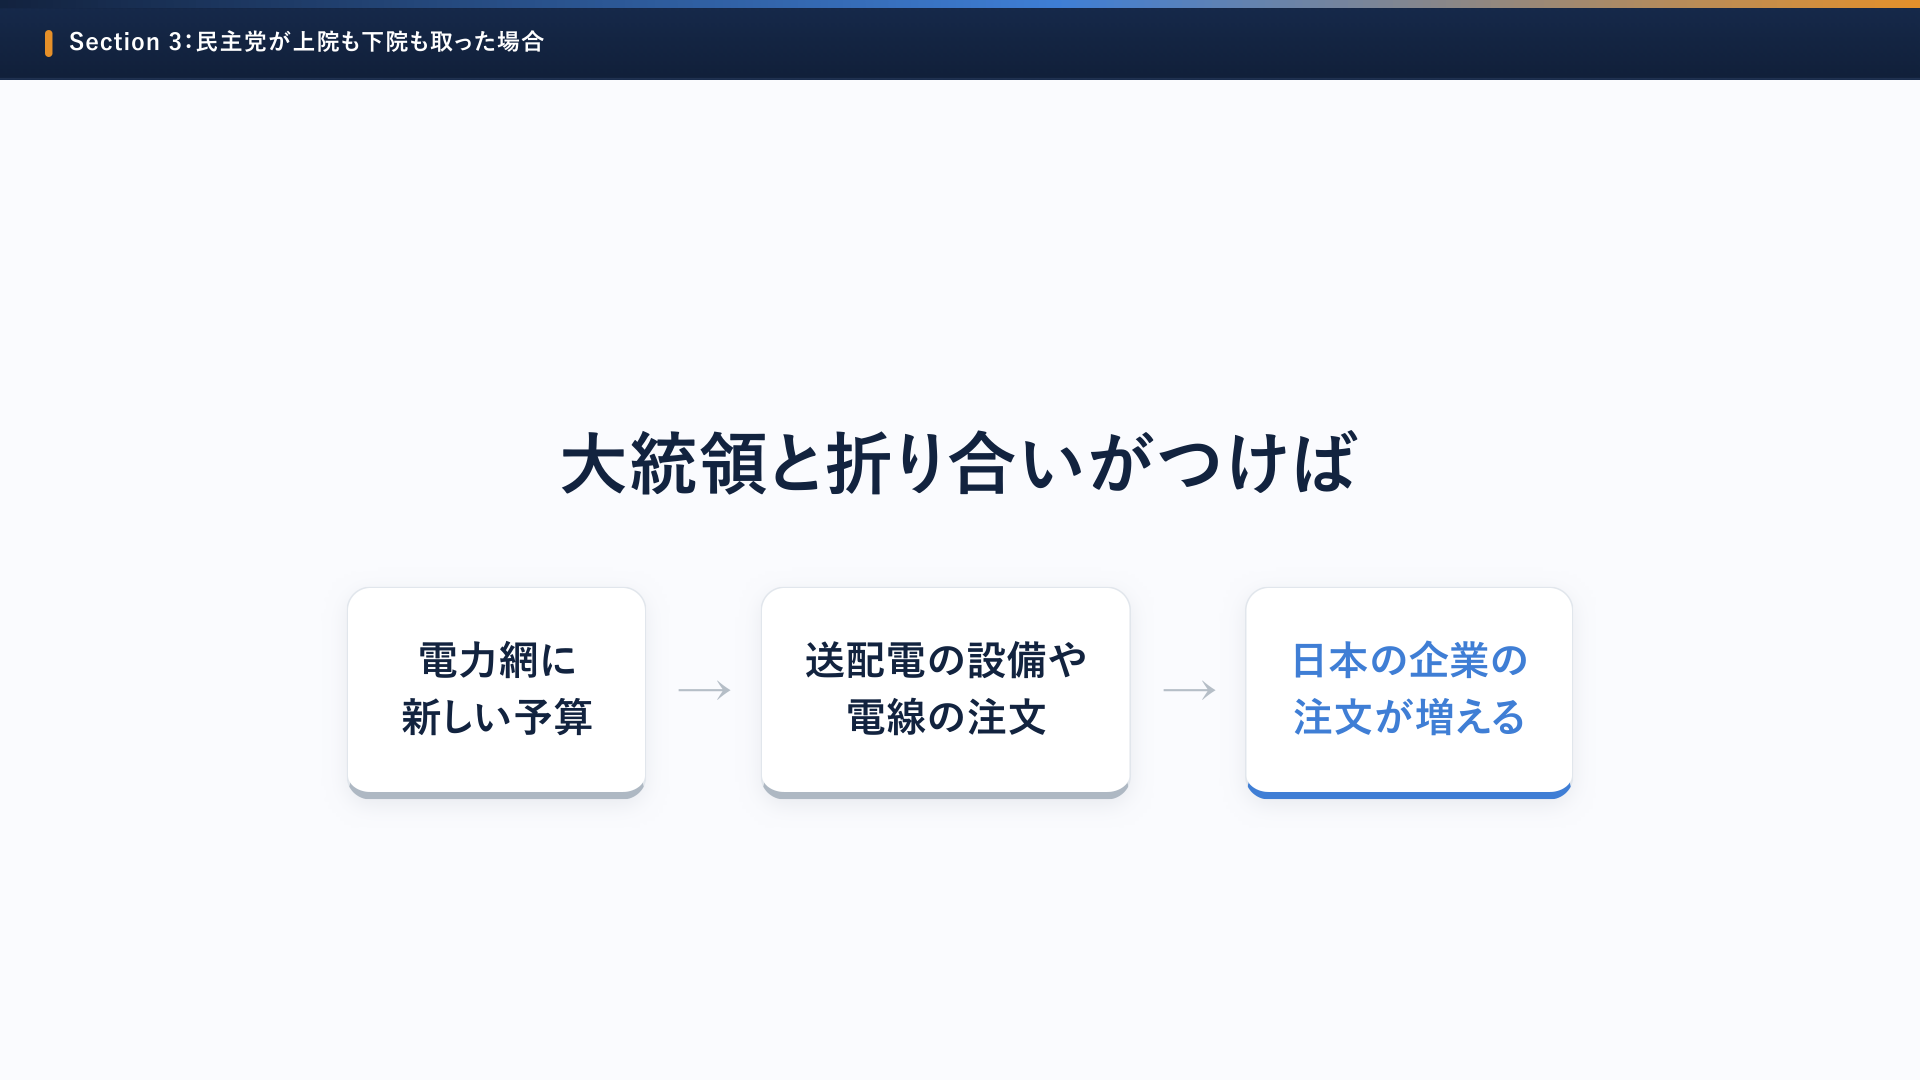 Section 3：民主党が上院も下院も取った場合
大統領と折り合いがつけば
電力網に
新しい予算
→
送配電の設備や
電線の注文
→
日本の企業の
注文が増える